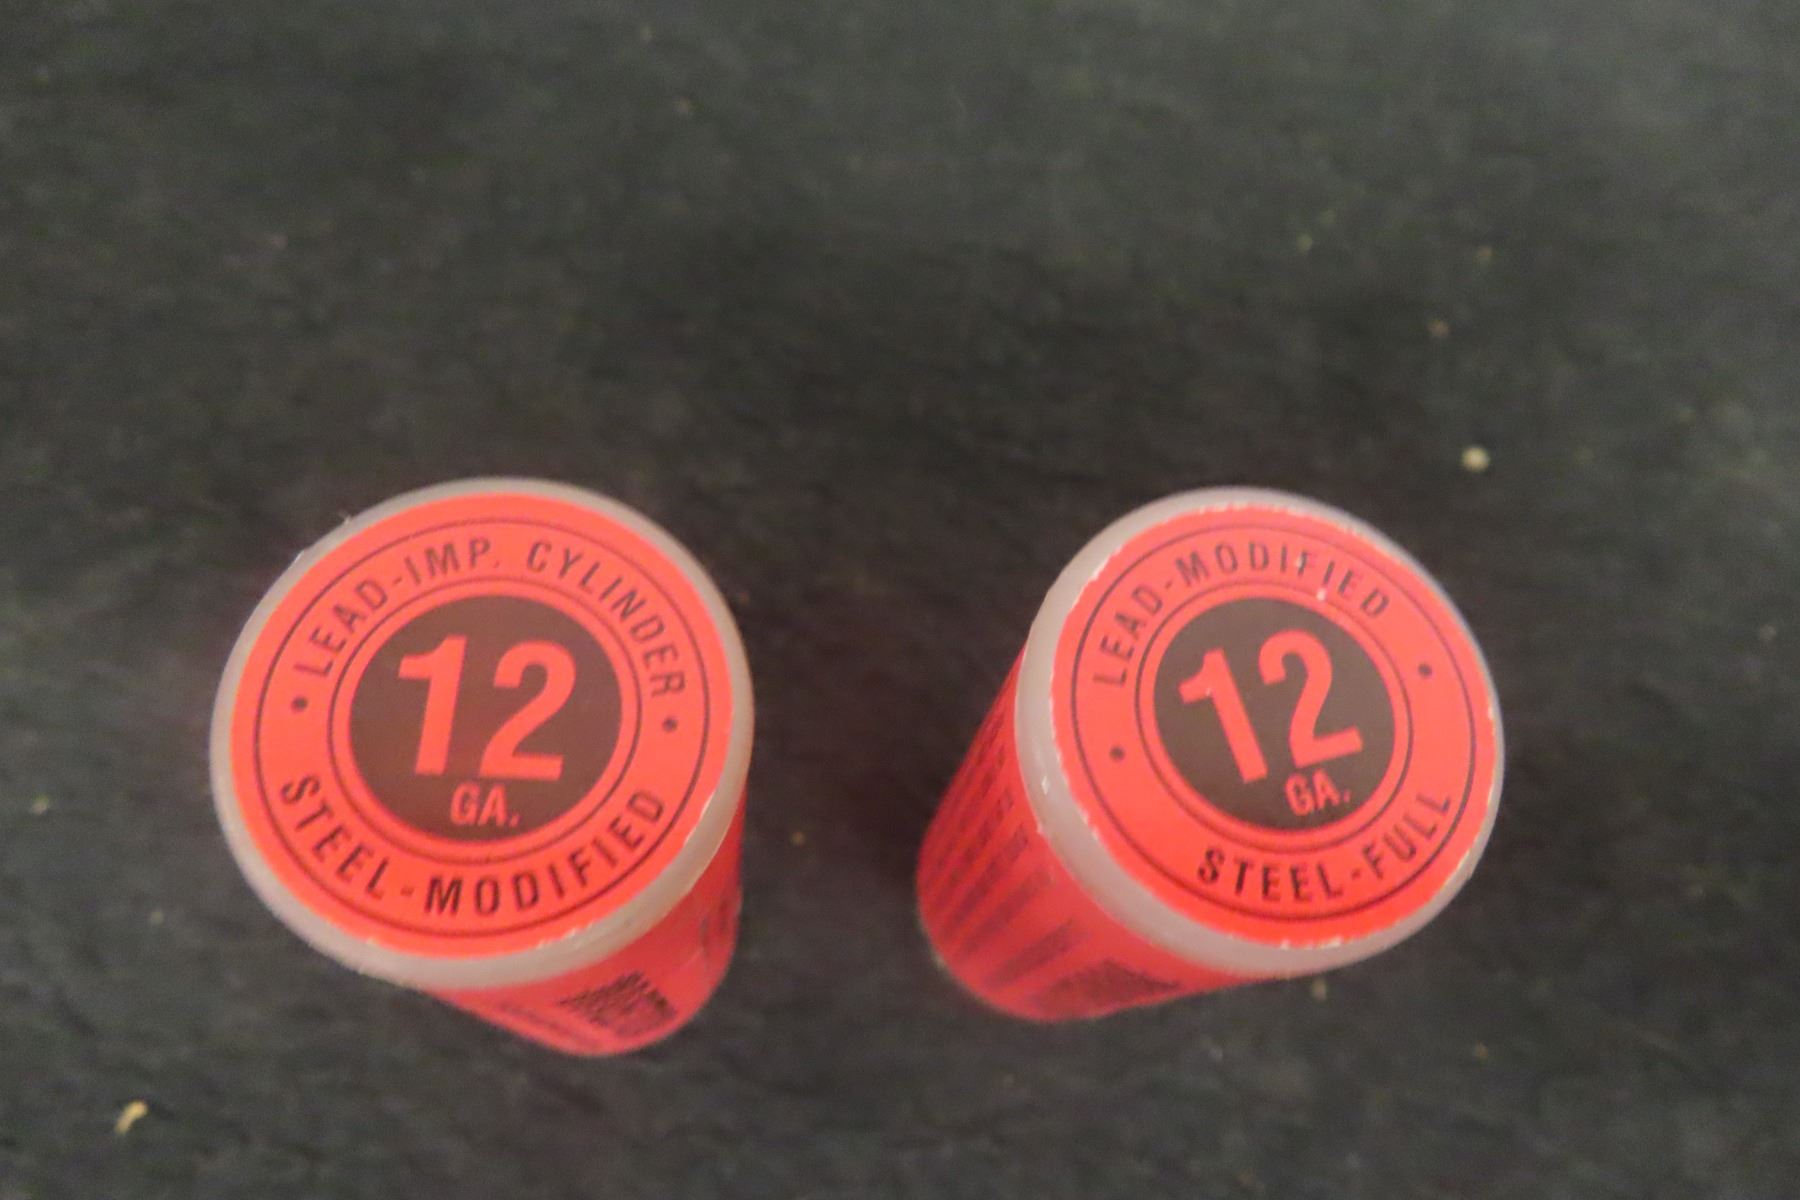 LEAD-IMP. CYLINDER
12
GA.
STEEL-MODIFIED
LEAD-MODIFIED
12
GA.
STEEL-FULL